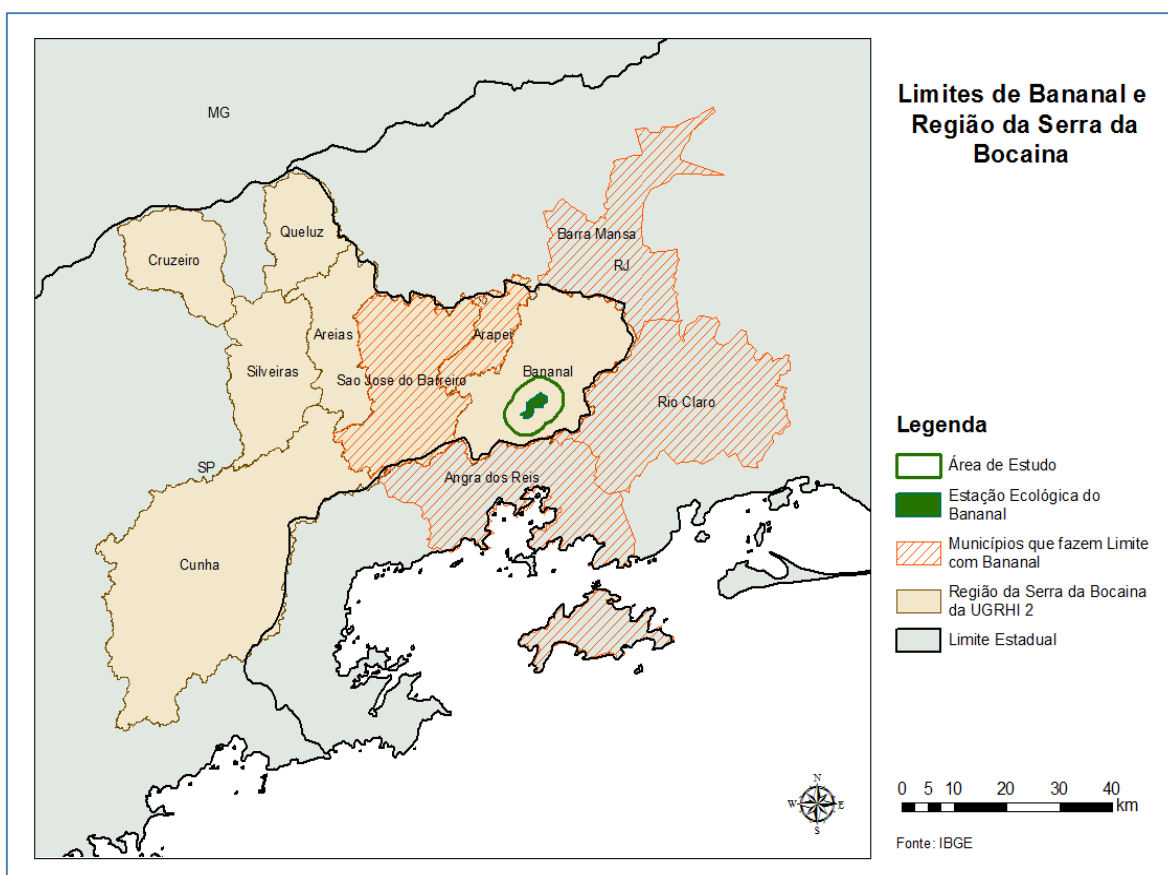 Limites de Bananal e
Região da Serra da
Bocaina
MG
Queluz
Cruzeiro
Barra Mansa
RJ
Areias
Arapei
Silveiras
Sao Jose do Barreiro
Bananal
Rio Claro
SP
Angra dos Reis
Cunha
Legenda
Área de Estudo
Estação Ecológica do
Bananal
Municípios que fazem Limite
com Bananal
Região da Serra da Bocaina
da UGRHI 2
Limite Estadual
N
W E
S
0 5 10 20 30 40
km
Fonte: IBGE